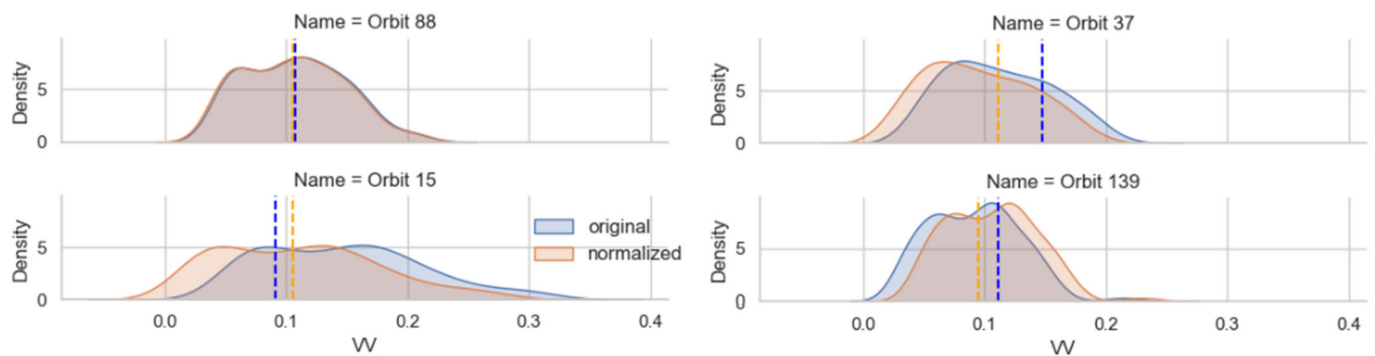 Name = Orbit 88
Density
5
0
Name = Orbit 37
Density
5
0
Name = Orbit 15
Density
5
0
original
normalized
0.0 0.1 0.2 0.3 0.4
VV
Name = Orbit 139
Density
5
0
0.0 0.1 0.2 0.3 0.4
VV